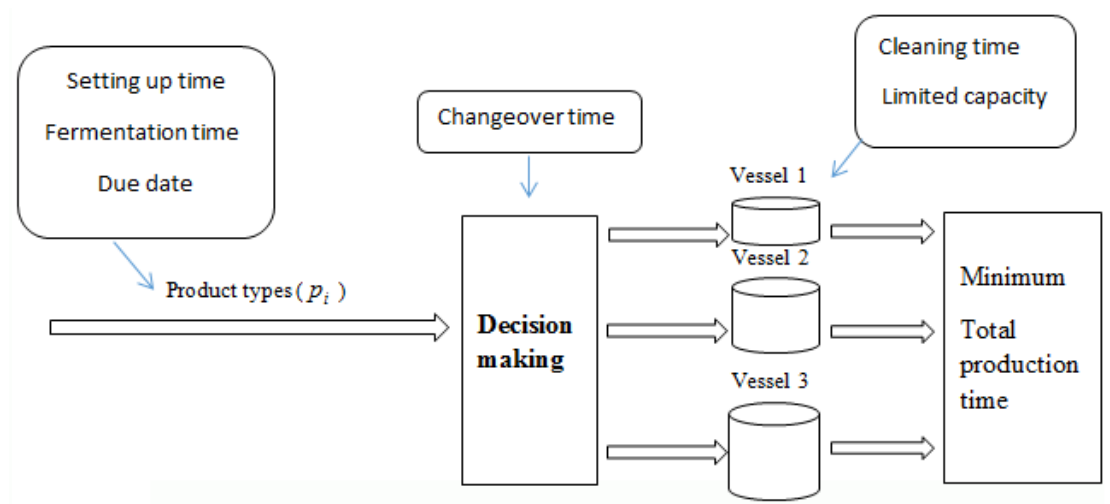 Setting up time
Fermentation time
Due date
Product types( p_i )
Changeover time
Decision
making
Cleaning time
Limited capacity
Vessel 1
Vessel 2
Vessel 3
Minimum
Total
production
time